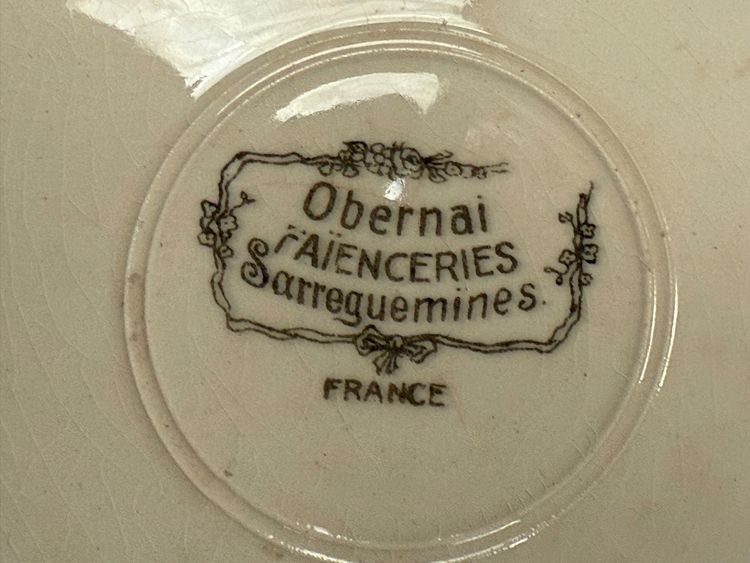 Obernai
FAÏENCERIES
Sarreguemines.
FRANCE